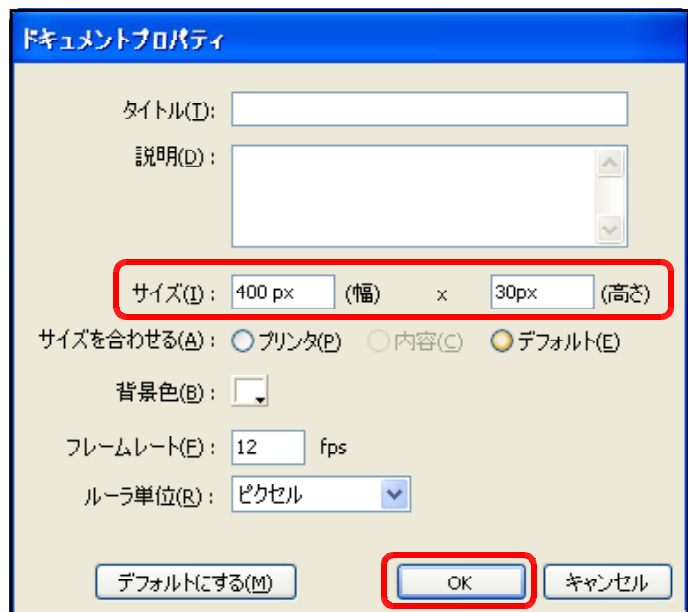 ドキュメントプロパティ
タイトル(T):
説明(D):
サイズ(I): 400 px (幅) x 30px (高さ)
サイズを合わせる(A): プリンタ(P) 内容(C) デフォルト(E)
背景色(B):
フレームレート(F): 12 fps
ルーラ単位(R): ピクセル
デフォルトにする(M) OK キャンセル